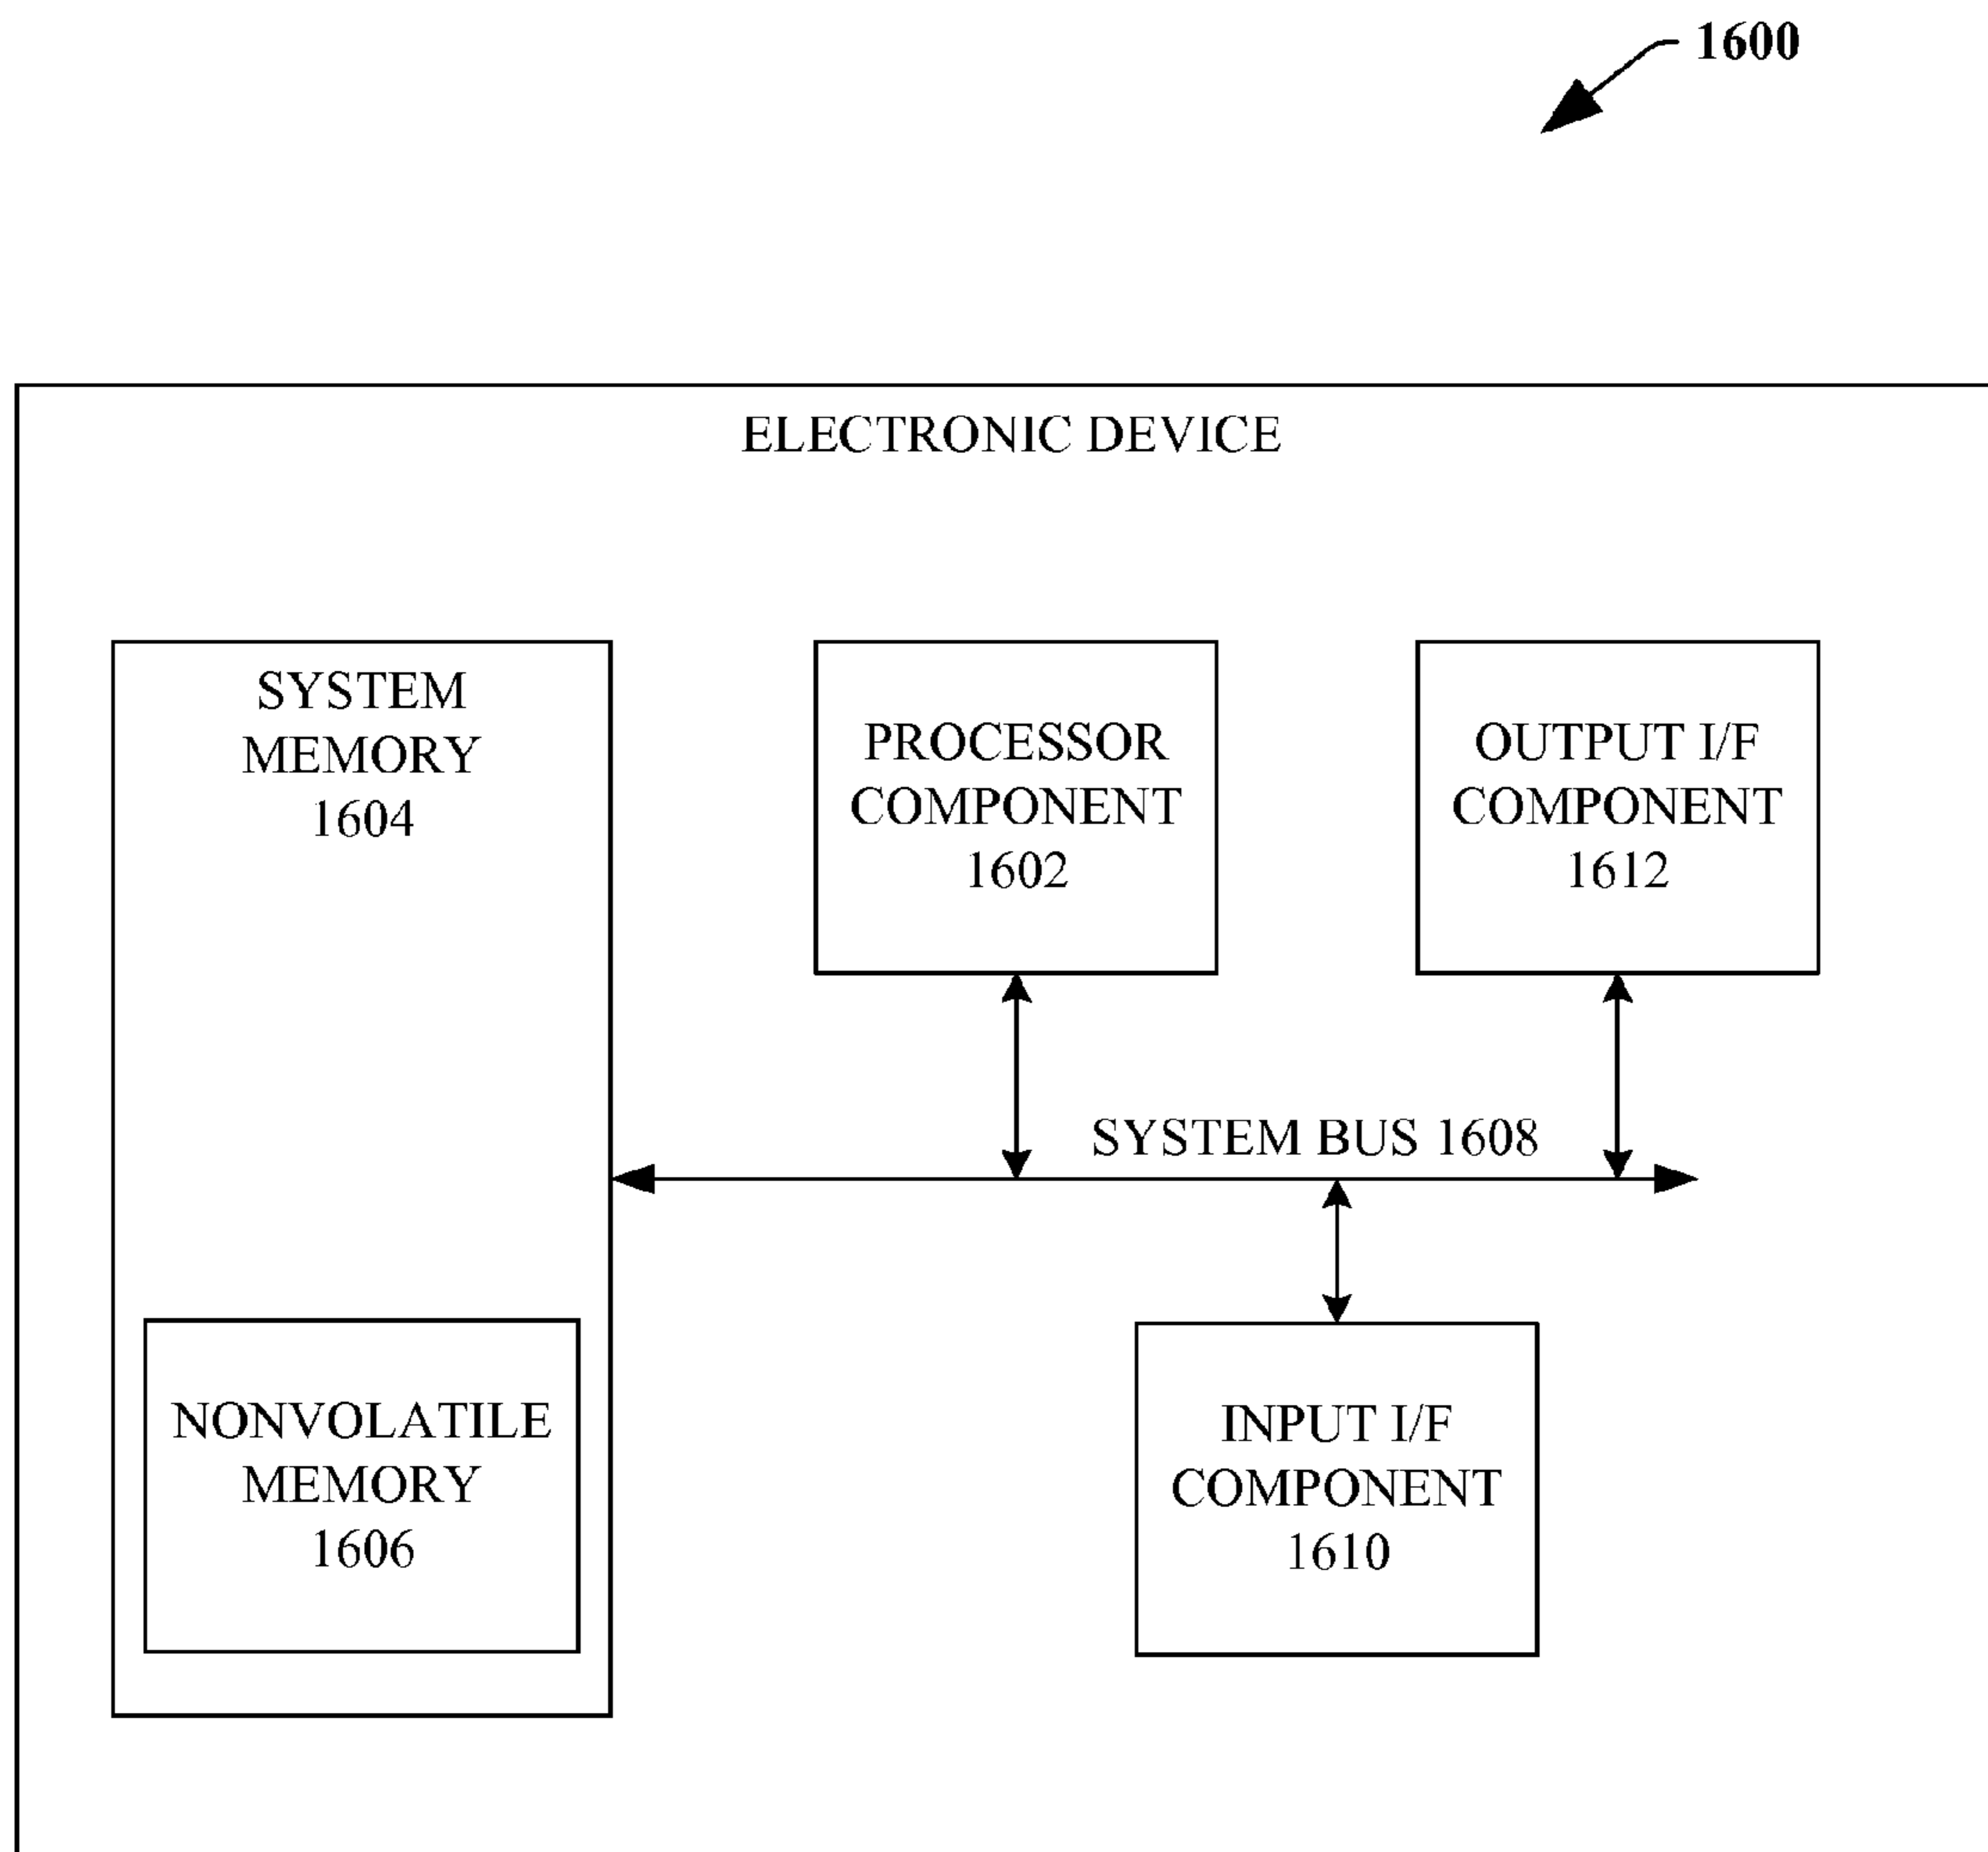 1600
ELECTRONIC DEVICE
SYSTEM
MEMORY
1604
PROCESSOR
COMPONENT
1602
OUTPUT I/F
COMPONENT
1612
SYSTEM BUS 1608
NONVOLATILE
MEMORY
1606
INPUT I/F
COMPONENT
1610